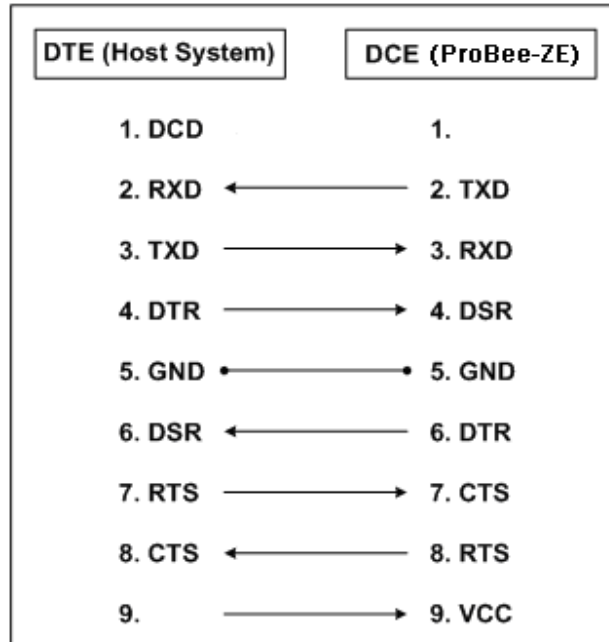 DTE (Host System) DCE (ProBee-ZE)
1. DCD 1.
2. RXD 2. TXD
3. TXD 3. RXD
4. DTR 4. DSR
5. GND 5. GND
6. DSR 6. DTR
7. RTS 7. CTS
8. CTS 8. RTS
9. 9. VCC